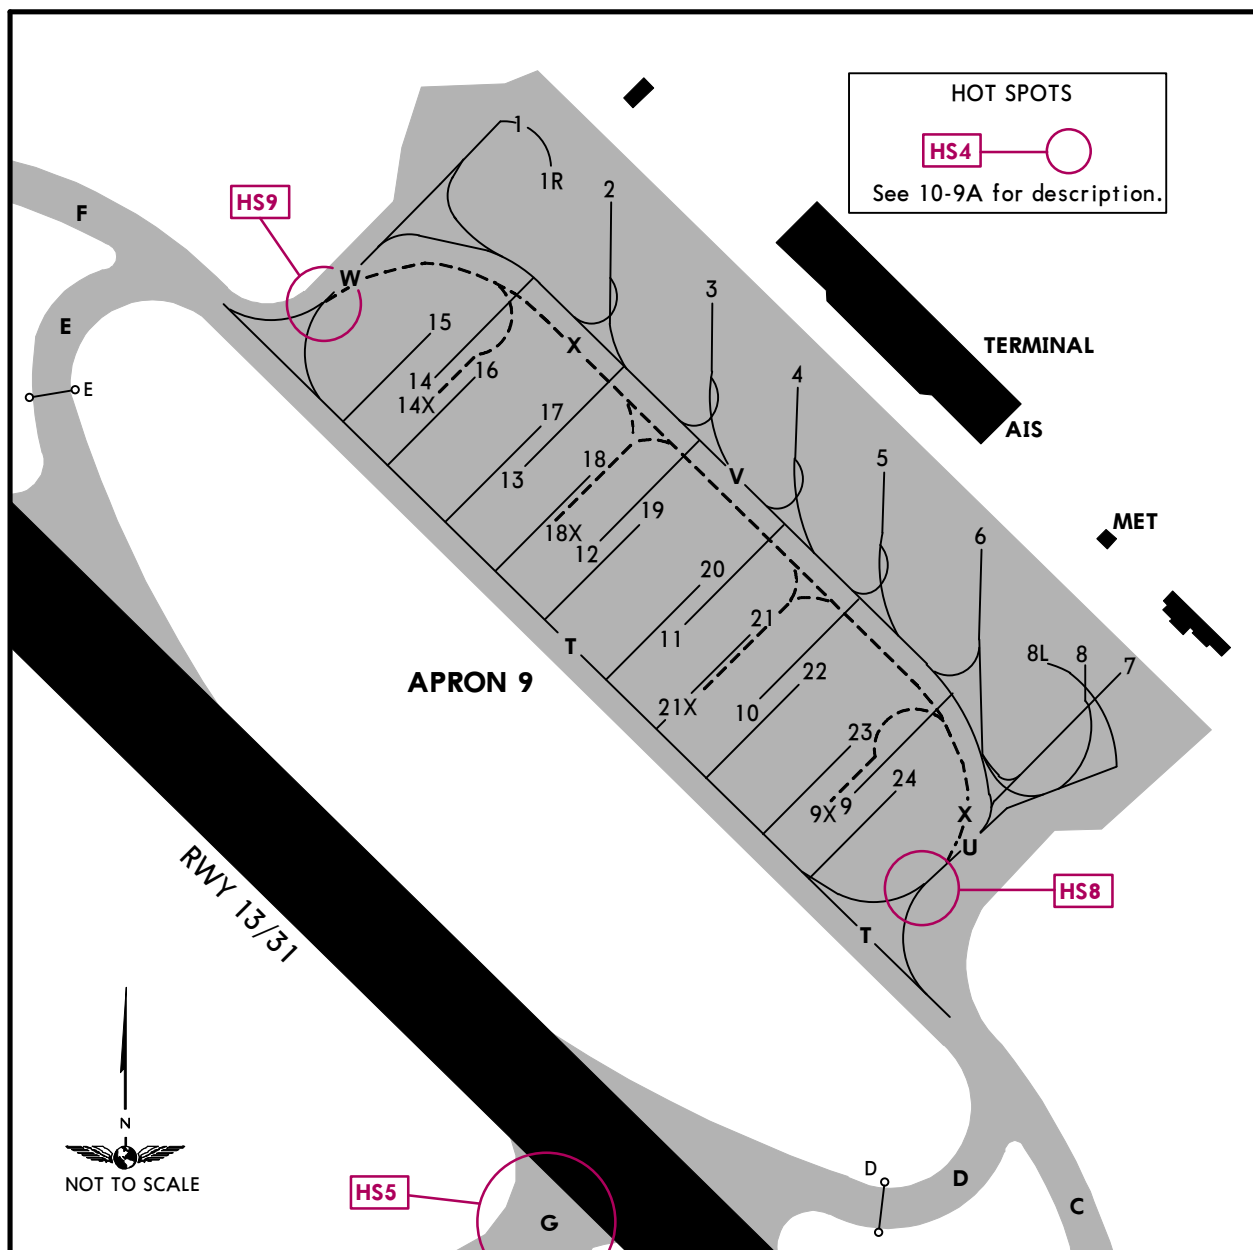 HOT SPOTS
HS4
See 10-9A for description.
1
1R
2
HS9
F
W
3
15
E
X
TERMINAL
14
16
4
E
14X
17
AIS
18
5
13
V
19
MET
18X
6
12
20
21
11
T
8L
8
7
22
APRON 9
21X
10
23
24
9X
9
X
U
RWY 13/31
HS8
T
N
D
D
NOT TO SCALE
HS5
C
G